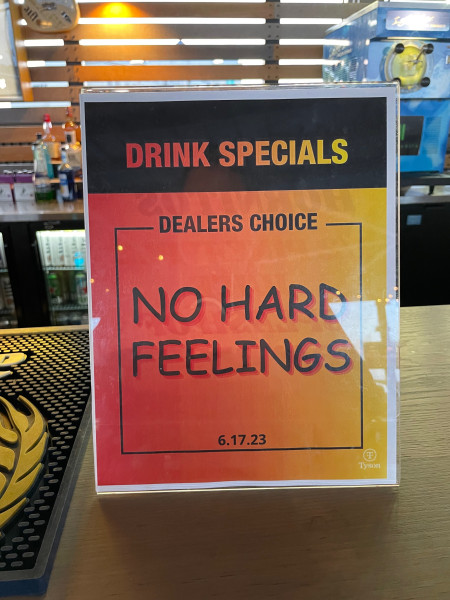 DRINK SPECIALS
DEALERS CHOICE
NO HARD
FEELINGS
6.17.23
Tyson